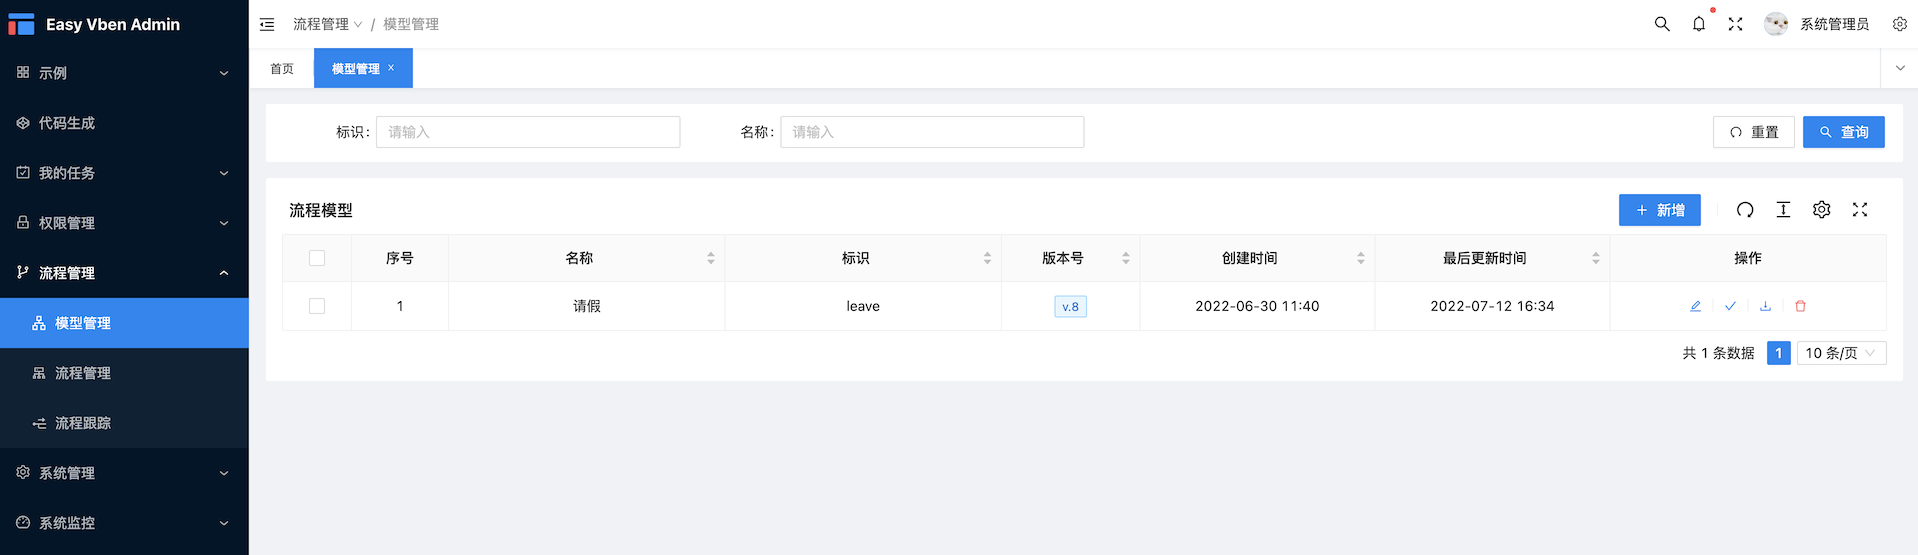 Easy Vben Admin
示例
代码生成
我的任务
权限管理
流程管理
模型管理
流程管理
流程跟踪
系统管理
系统监控
流程管理 / 模型管理
系统管理员
首页 模型管理 ×
标识: 请输入 名称: 请输入 重置 查询
流程模型 + 新增
序号 名称 标识 版本号 创建时间 最后更新时间 操作
1 请假 leave v.8 2022-06-30 11:40 2022-07-12 16:34
共 1 条数据 1 10 条/页